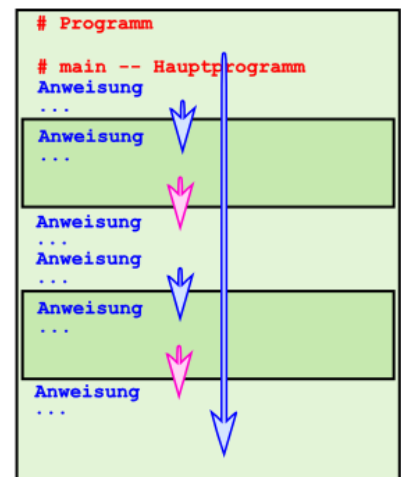 # Programm
# main -- Hauptprogramm
Anweisung
...
Anweisung
...
Anweisung
...
Anweisung
...
Anweisung
...
Anweisung
...